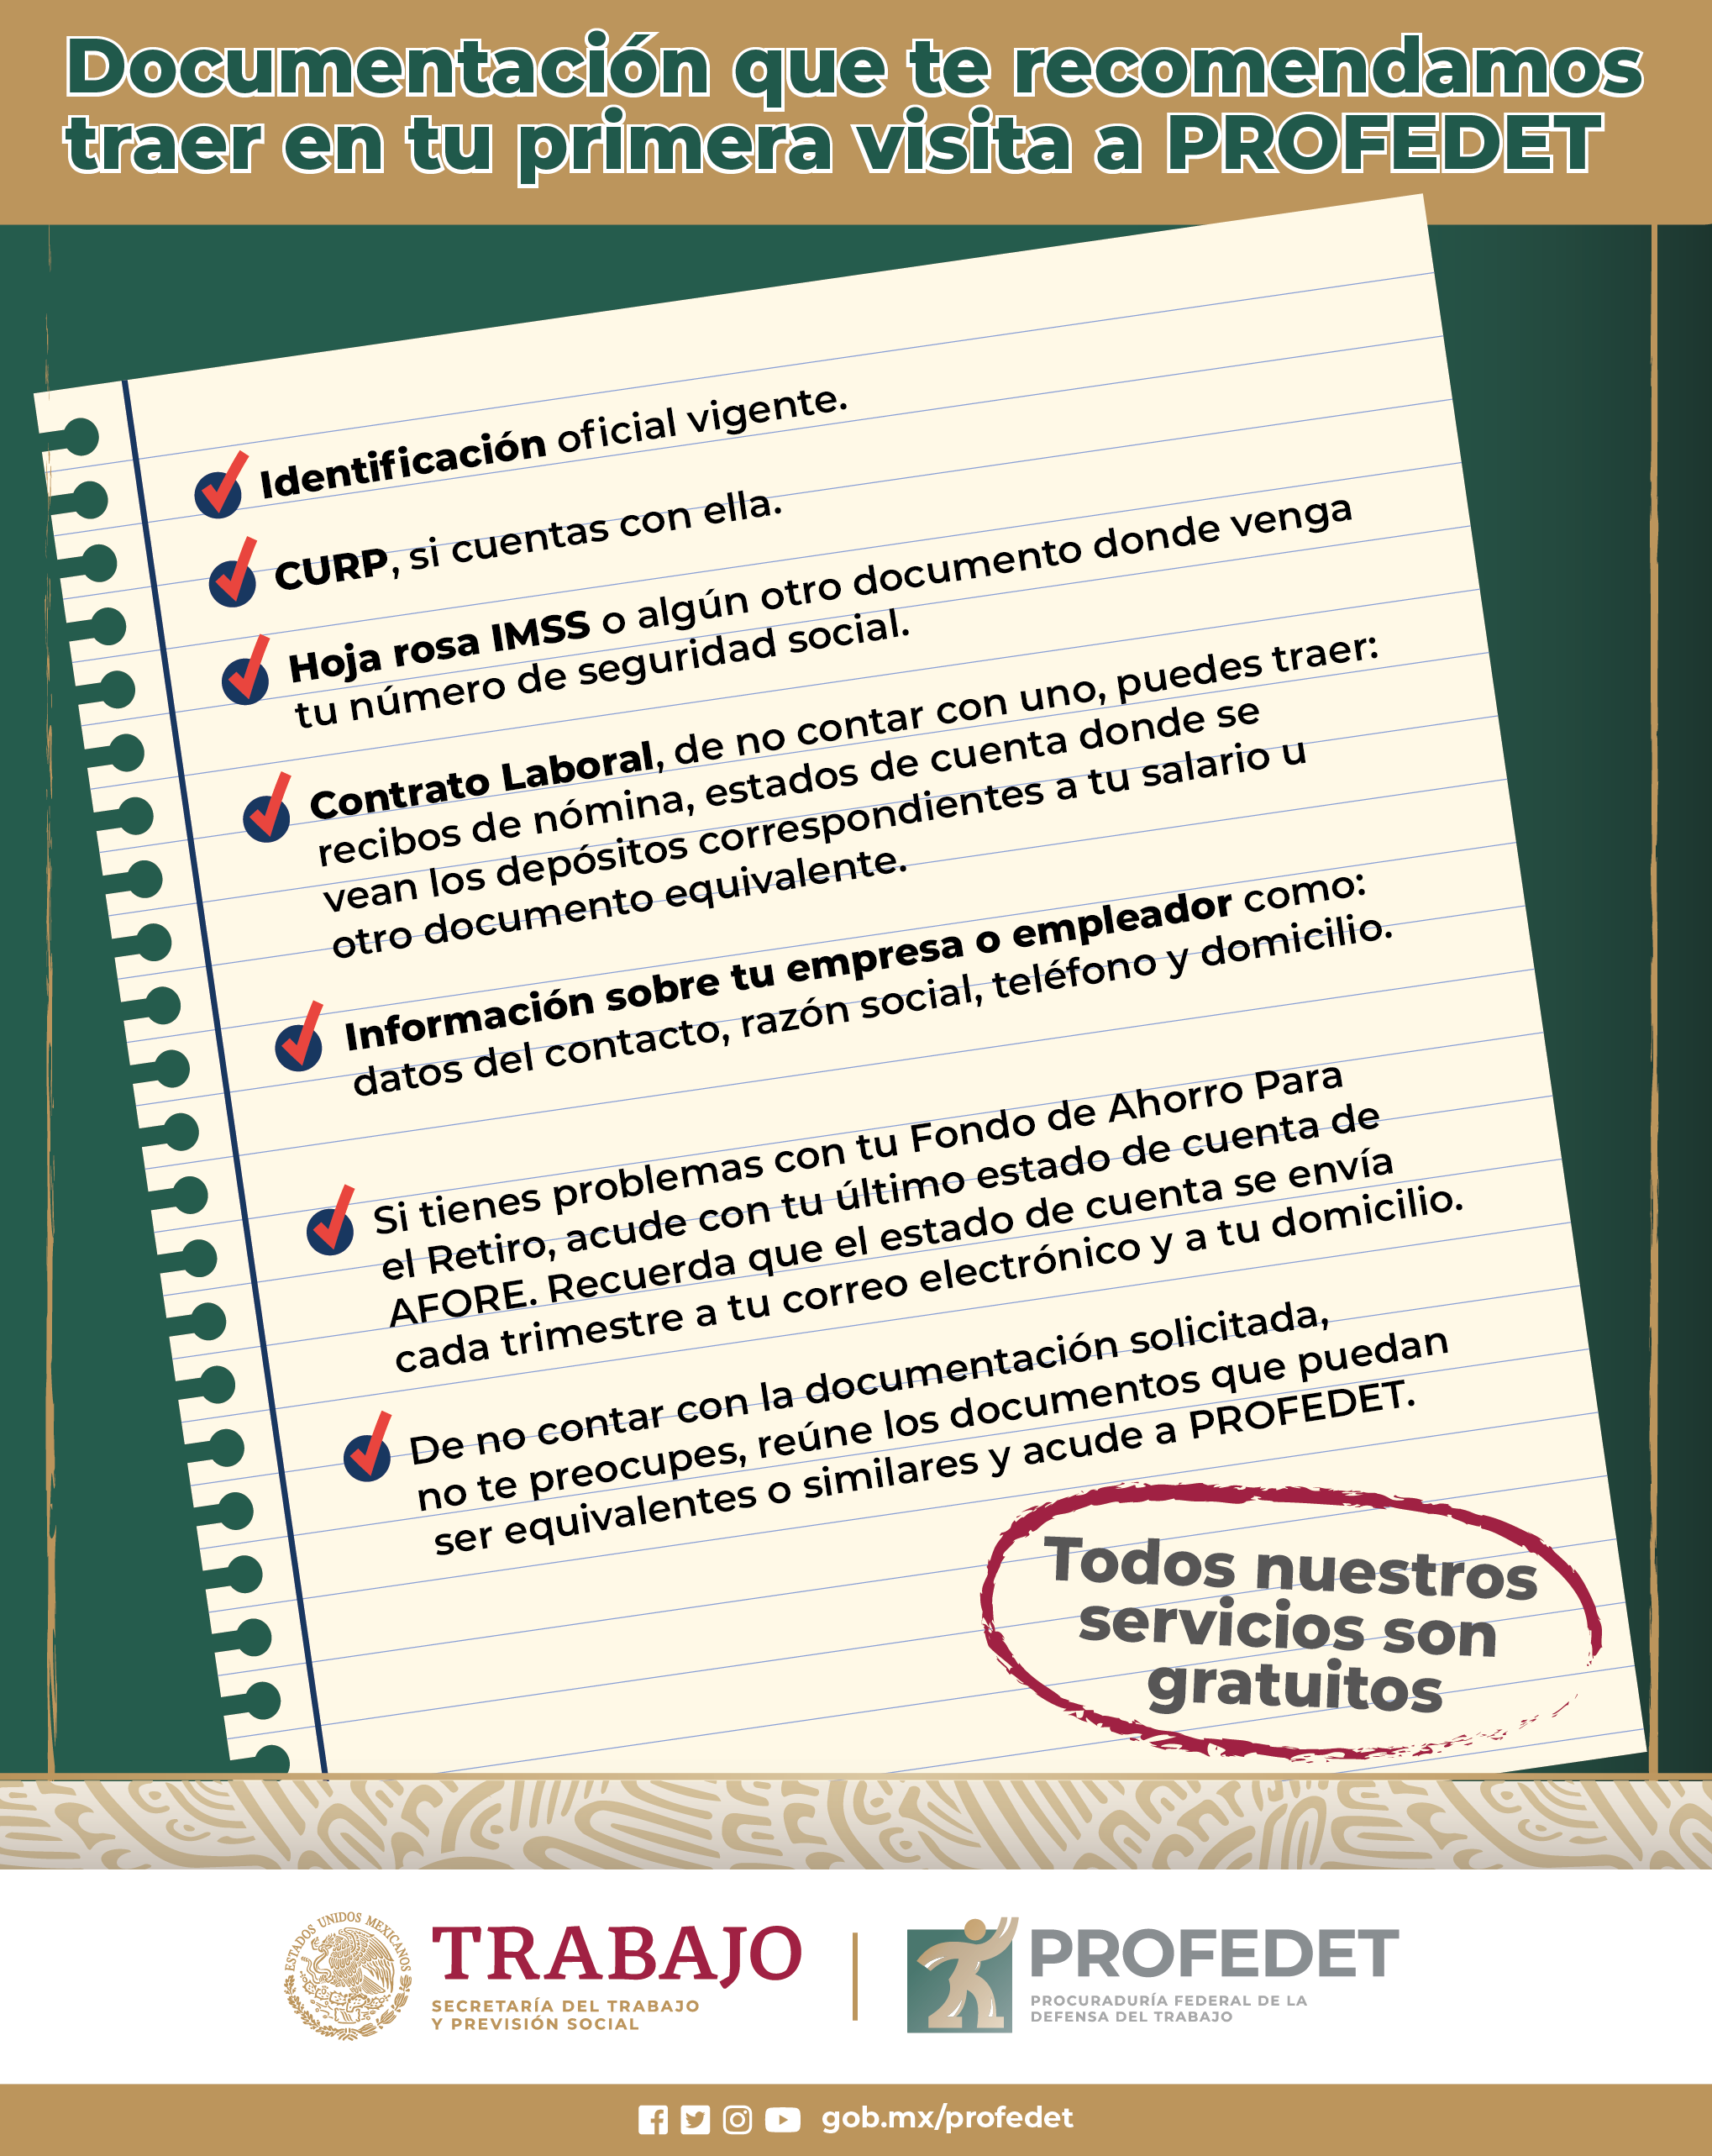 Documentación que te recomendamos
traer en tu primera visita a PROFEDET
Identificación oficial vigente.
CURP, si cuentas con ella.
Hoja rosa IMSS o algún otro documento donde venga
tu número de seguridad social.
Contrato Laboral, de no contar con uno, puedes traer:
recibos de nómina, estados de cuenta donde se
vean los depósitos correspondientes a tu salario u
otro documento equivalente.
Información sobre tu empresa o empleador como:
datos del contacto, razón social, teléfono y domicilio.
Si tienes problemas con tu Fondo de Ahorro Para
el Retiro, acude con tu último estado de cuenta de
AFORE. Recuerda que el estado de cuenta se envía
cada trimestre a tu correo electrónico y a tu domicilio.
De no contar con la documentación solicitada,
no te preocupes, reúne los documentos que puedan
ser equivalentes o similares y acude a PROFEDET.
Todos nuestros
servicios son
gratuitos
ESTADOS UNIDOS MEXICANOS
TRABAJO
SECRETARÍA DEL TRABAJO
Y PREVISIÓN SOCIAL
PROFEDET
PROCURADURÍA FEDERAL DE LA
DEFENSA DEL TRABAJO
gob.mx/profedet